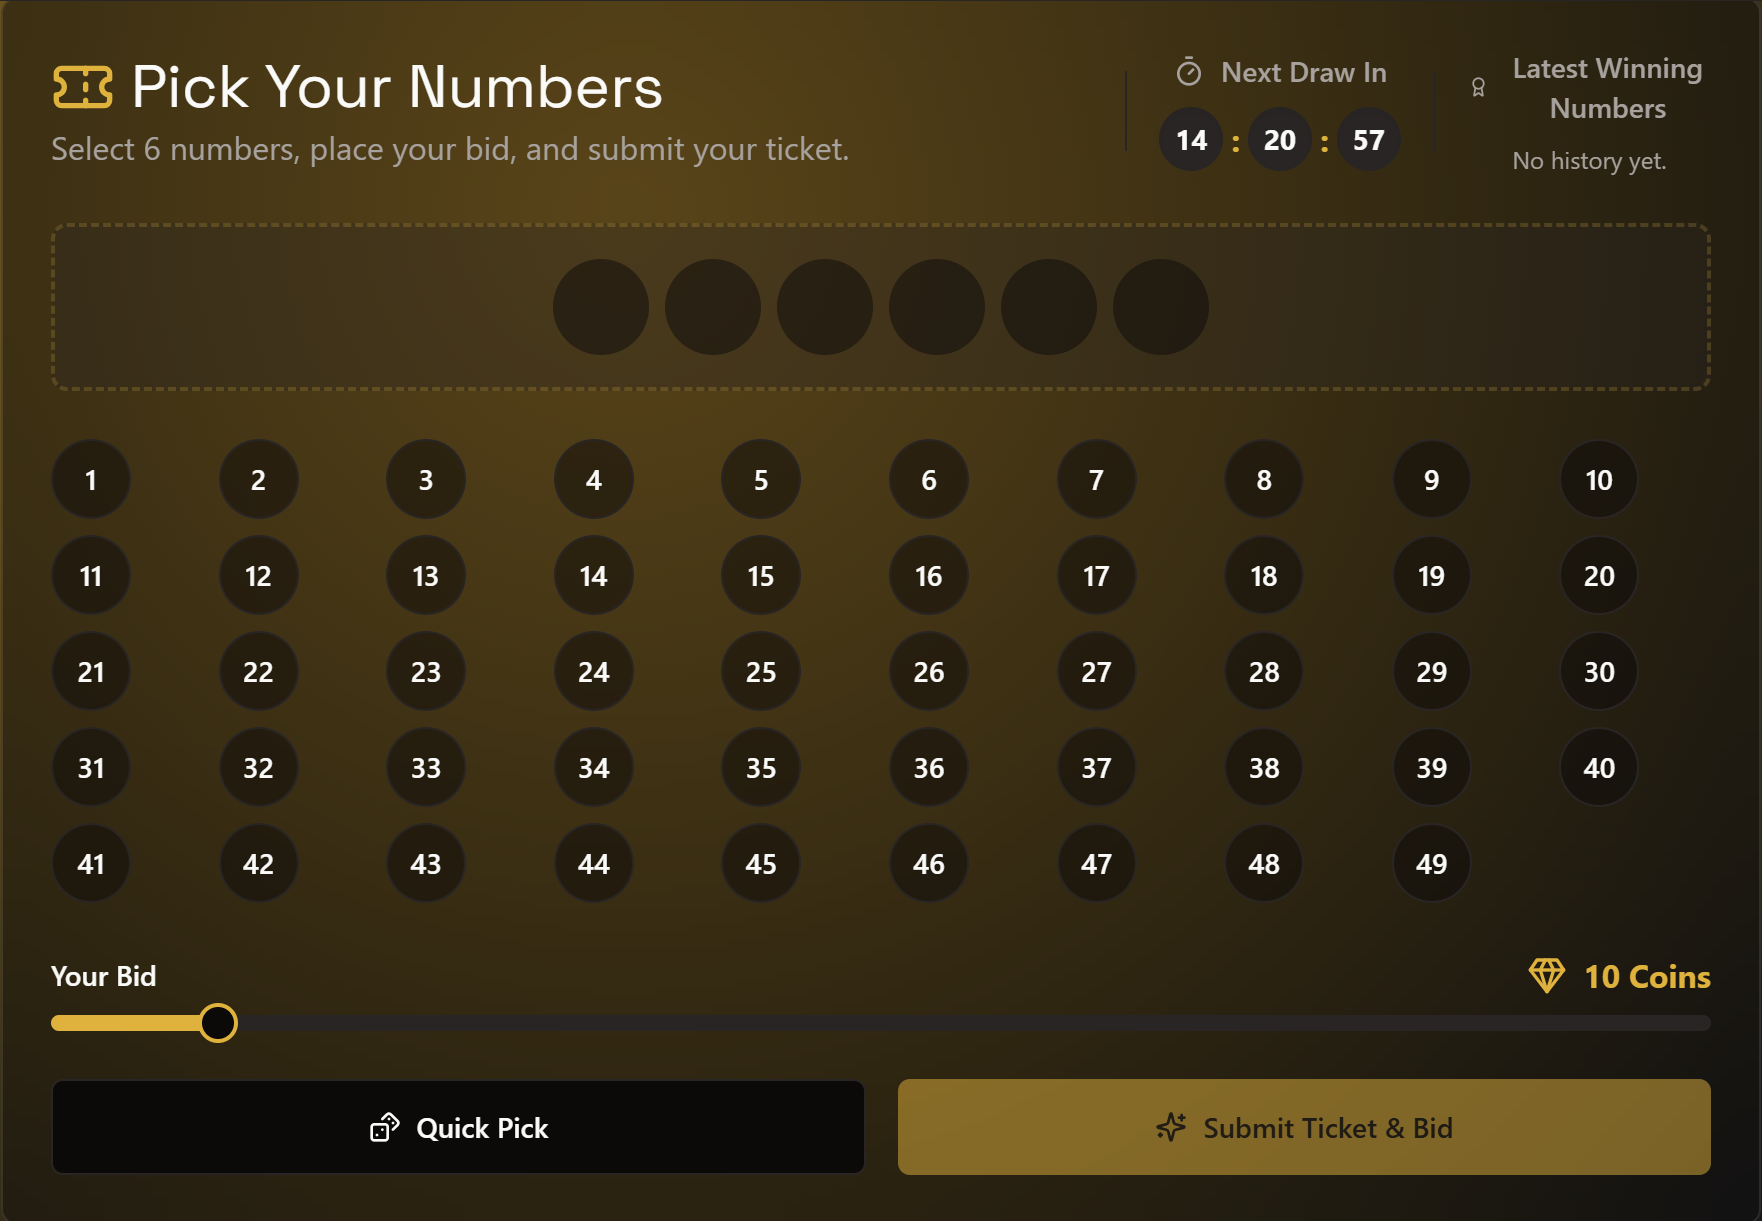 Pick Your Numbers
Select 6 numbers, place your bid, and submit your ticket.
Next Draw In
14 : 20 : 57
Latest Winning
Numbers
No history yet.
1 2 3 4 5 6 7 8 9 10
11 12 13 14 15 16 17 18 19 20
21 22 23 24 25 26 27 28 29 30
31 32 33 34 35 36 37 38 39 40
41 42 43 44 45 46 47 48 49
Your Bid
10 Coins
Quick Pick
Submit Ticket & Bid